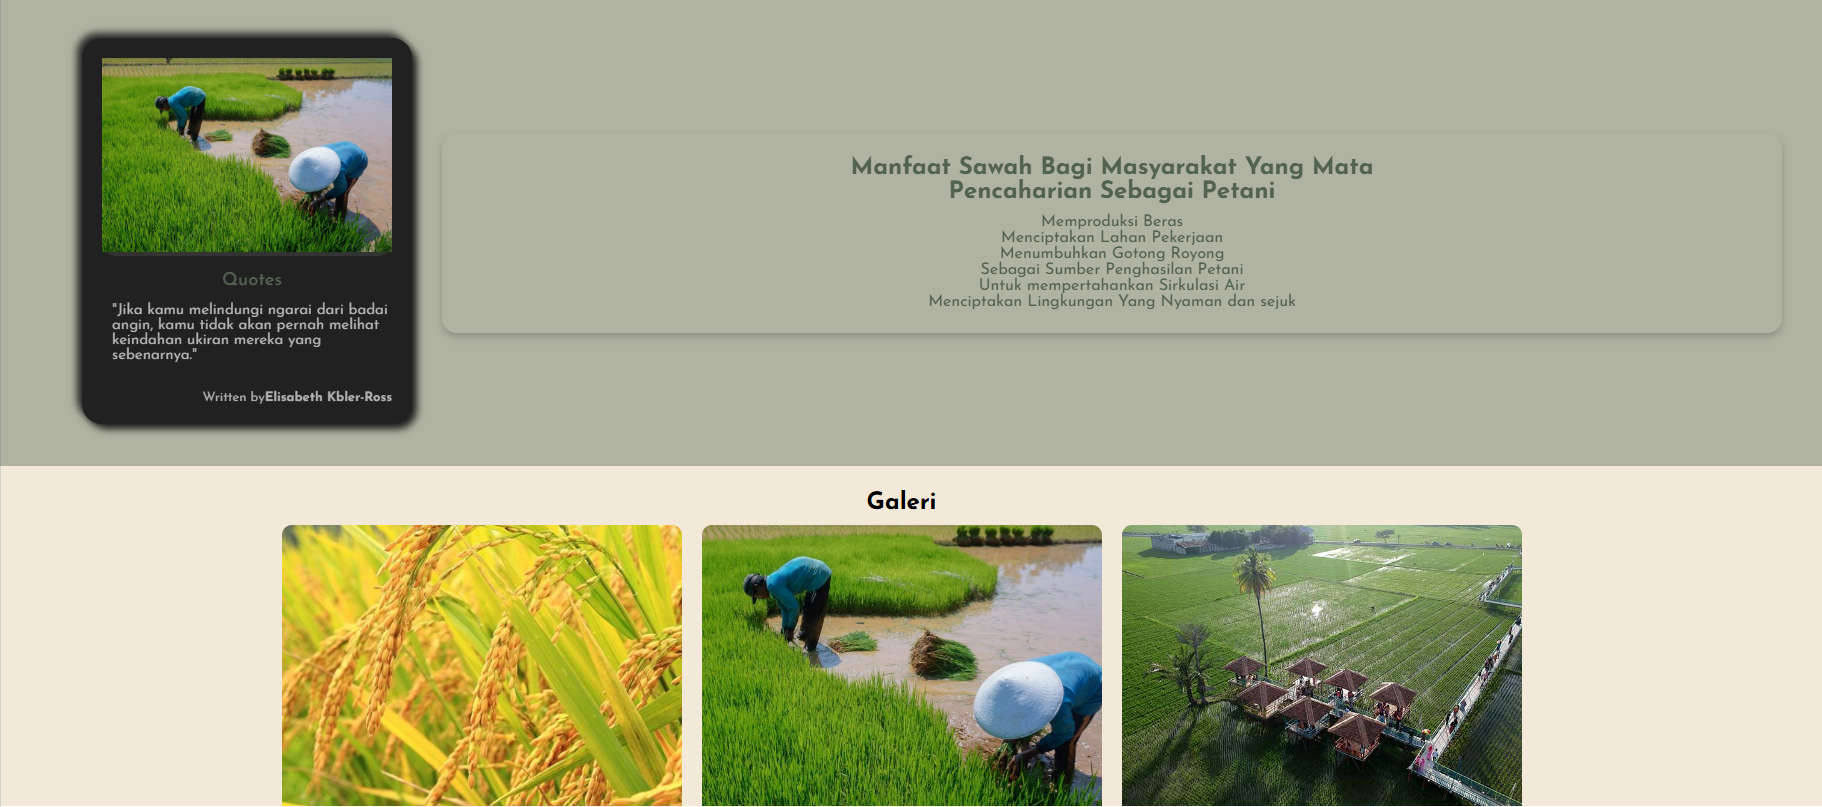 Quotes
"Jika kamu melindungi ngarai dari badai
angin, kamu tidak akan pernah melihat
keindahan ukiran mereka yang
sebenarnya."
Written byElisabeth Kbler-Ross
Manfaat Sawah Bagi Masyarakat Yang Mata
Pencaharian Sebagai Petani
Memproduksi Beras
Menciptakan Lahan Pekerjaan
Menumbuhkan Gotong Royong
Sebagai Sumber Penghasilan Petani
Untuk mempertahankan Sirkulasi Air
Menciptakan Lingkungan Yang Nyaman dan sejuk
Galeri